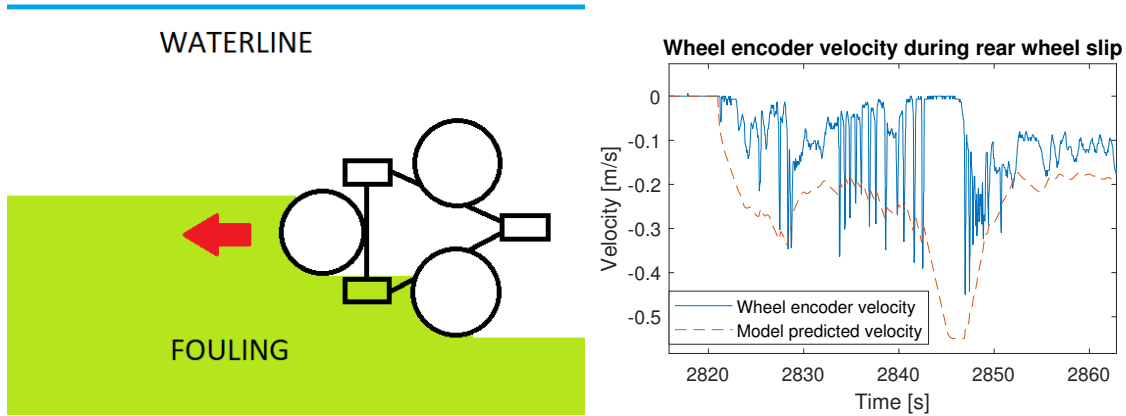 WATERLINE
FOULING
Wheel encoder velocity during rear wheel slip
Velocity [m/s]
0
-0.1
-0.2
-0.3
-0.4
-0.5
Wheel encoder velocity
Model predicted velocity
2820 2830 2840 2850 2860
Time [s]